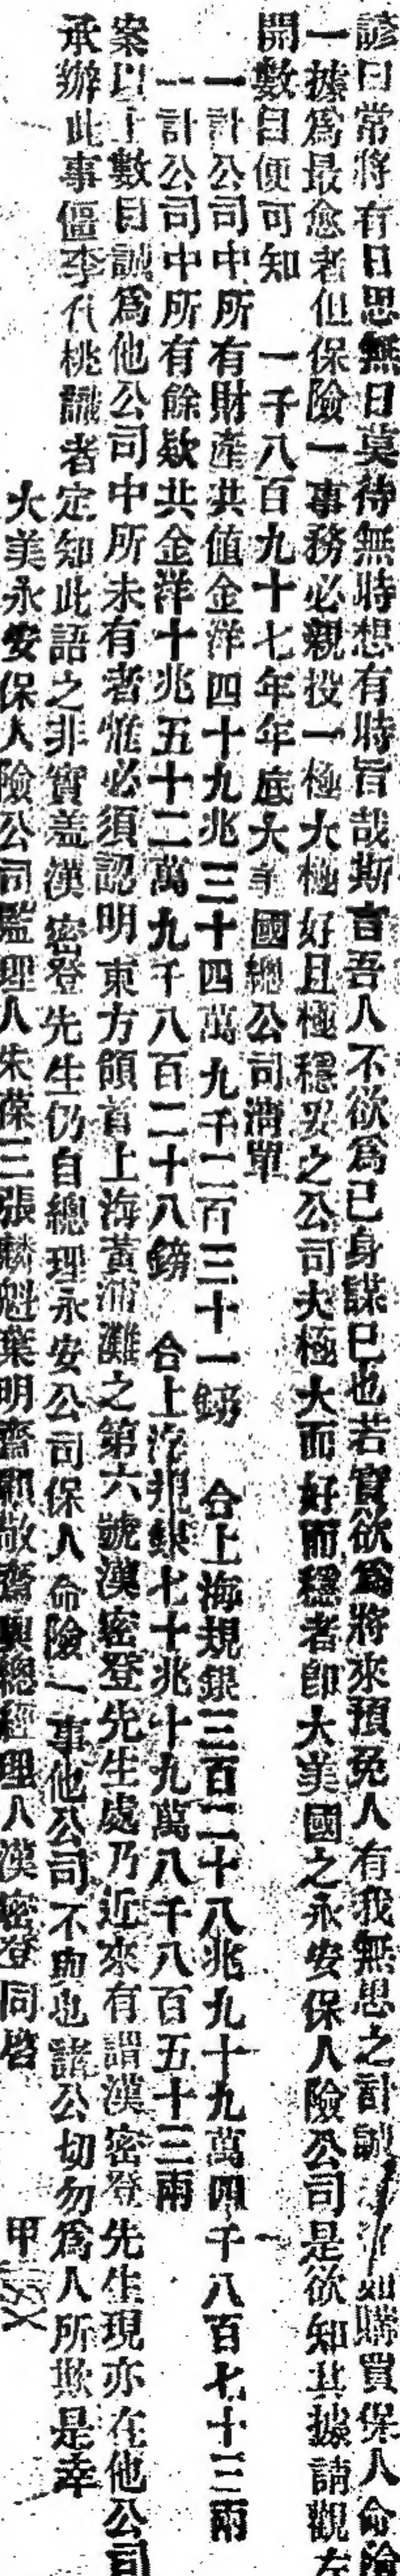 諺曰常將有日思無日莫待無時想有時旨哉斯言吾人不欲爲己身謀已也若實欲爲將來預免人有我無思之計誠 如購買保人命險
一據爲最愈者但保險一事務必親投一極大極好且極穩妥之公司夫極大而好而穩者卽大美國之永安保人險公司是欲知其據請觀左
開數目便可知　一千八百九十七年年底大美國總公司淸單
一計公司中所有財產共值金洋四十九兆三十四萬九千二百三十一鎊　合上海規銀三百二十八兆九十九萬四千八百七十三兩
一計公司中所有餘欵共金洋十兆五十二萬九千八百二十八鎊　合上海規銀七十兆十九萬八千八百五十三兩
案以上數目誠爲他公司中所未有者惟必須認明東方領首上海黃浦灘之第六號漢密登先生處乃近來有謂漢密登先生現亦在他公司
承辦此事僵李代桃識者定知此語之非實蓋漢密登先生仍自總理永安公司保人命險一事他公司不與也諸公切勿爲人所欺是幸
大美永安保人險公司監理人朱葆三張麟魁葉明齋顧敬齋 總經理人漢密登同啓　甲